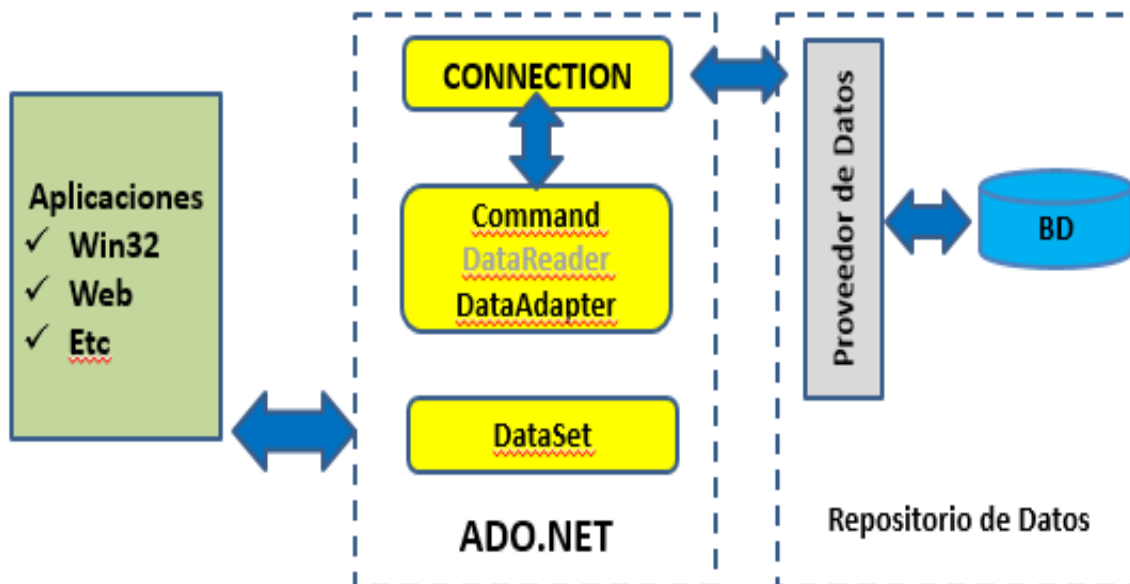 Aplicaciones
✓ Win32
✓ Web
✓ Etc
CONNECTION
Command
DataReader
DataAdapter
DataSet
ADO.NET
Proveedor de Datos
BD
Repositorio de Datos